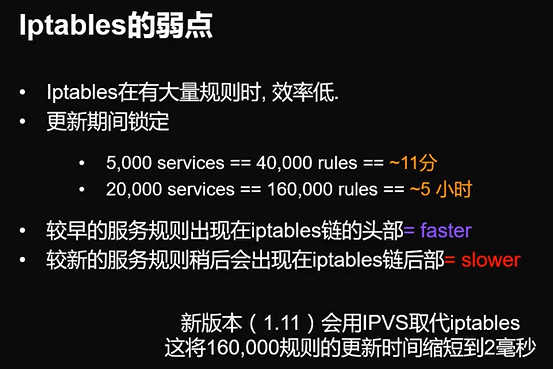 Iptables的弱点
• Iptables在有大量规则时, 效率低.
• 更新期间锁定
• 5,000 services == 40,000 rules == ~11分
• 20,000 services == 160,000 rules == ~5 小时
• 较早的服务规则出现在iptables链的头部= faster
• 较新的服务规则稍后会出现在iptables链后部= slower
新版本（1.11）会用IPVS取代iptables
这将160,000规则的更新时间缩短到2毫秒